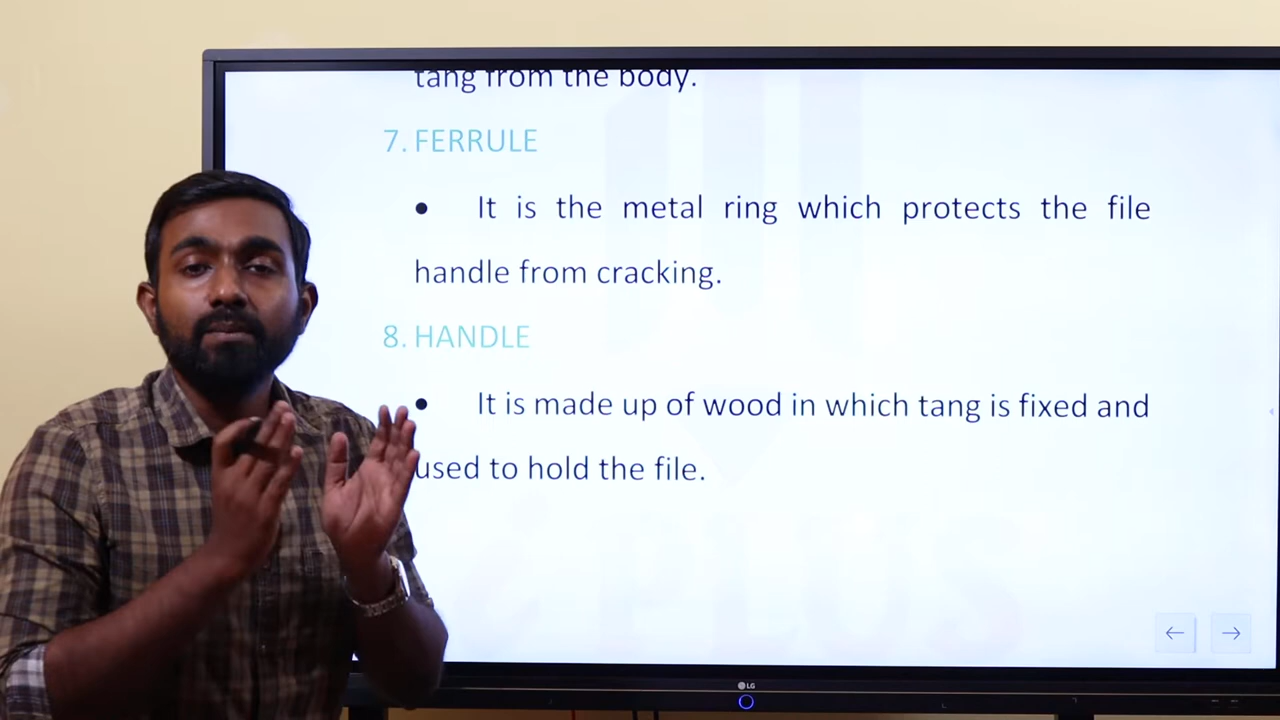 tang from the body.
7. FERRULE
• It is the metal ring which protects the file
handle from cracking.
8. HANDLE
• It is made up of wood in which tang is fixed and
used to hold the file.
PLUS
LG